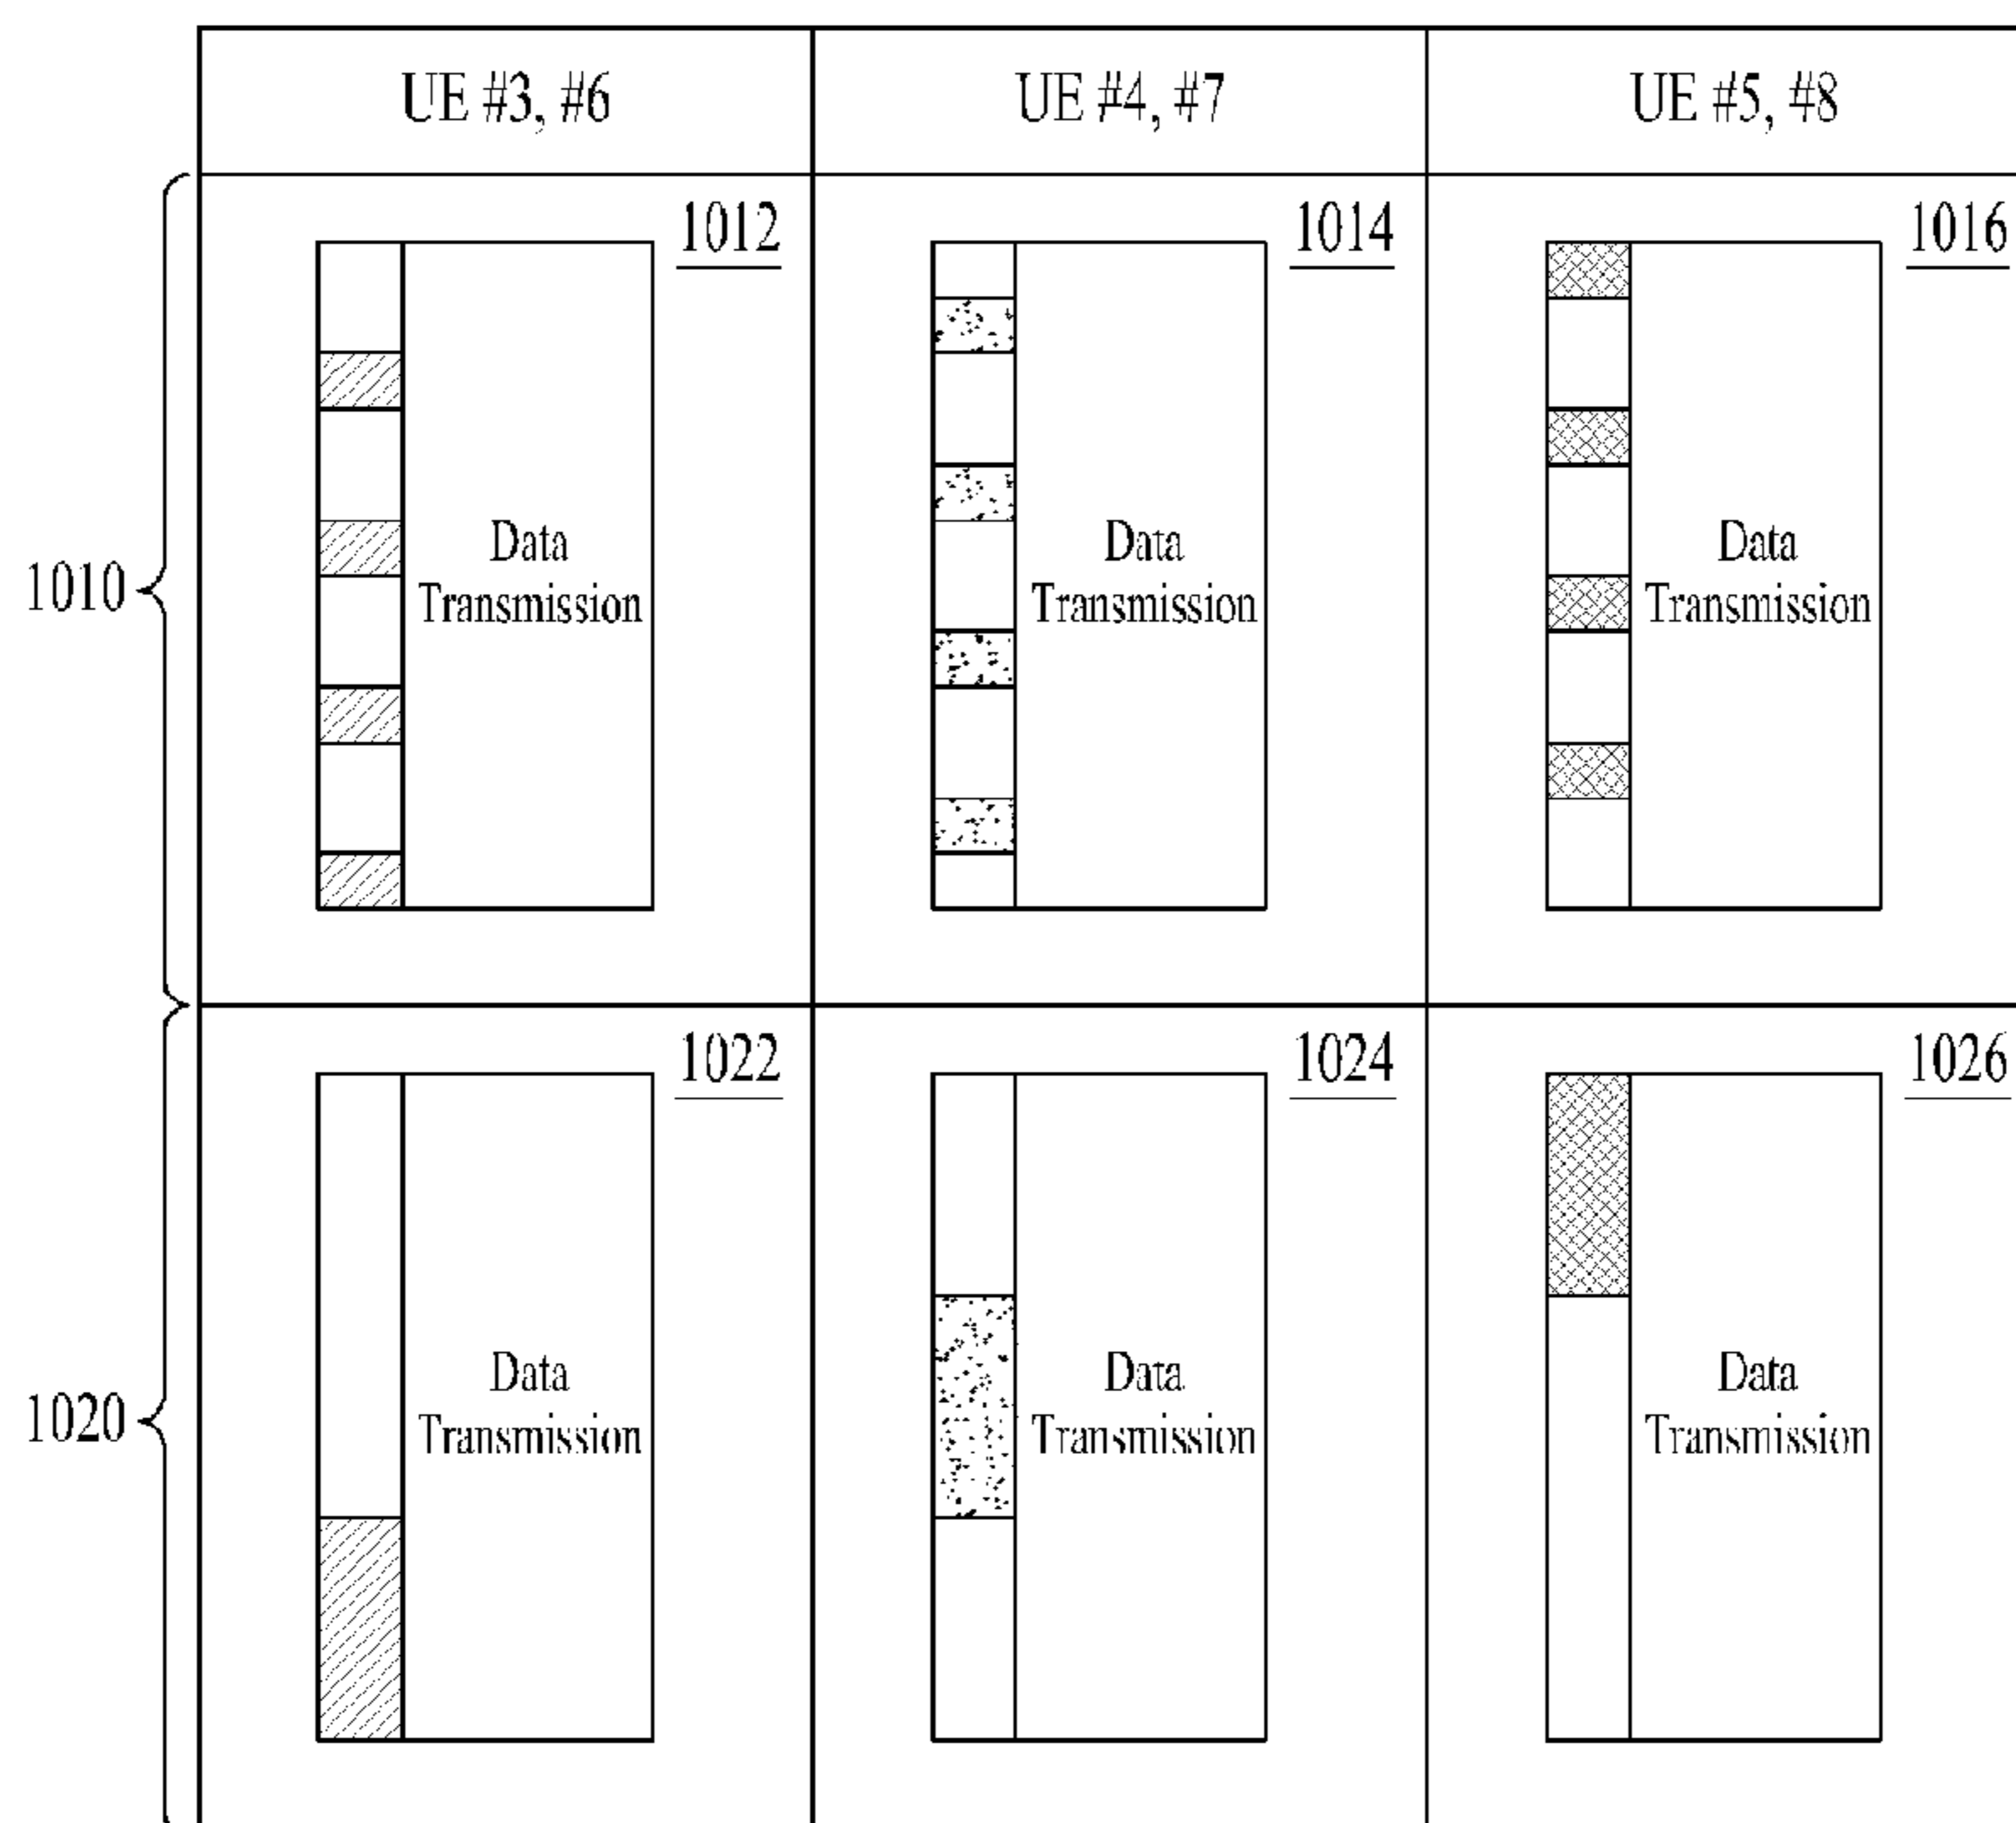 UE #3, #6
UE #4, #7
UE #5, #8
1010
1012
Data
Transmission
1014
Data
Transmission
1016
Data
Transmission
1020
1022
Data
Transmission
1024
Data
Transmission
1026
Data
Transmission